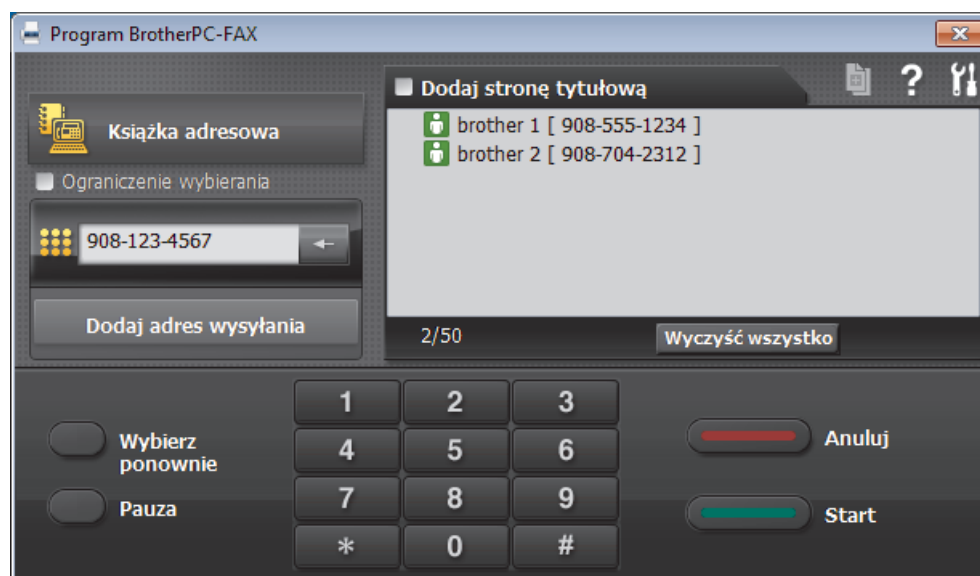 Program BrotherPC-FAX
Książka adresowa
Ograniczenie wybierania
908-123-4567
Dodaj adres wysyłania
Dodaj stronę tytułową
?
brother 1 [ 908-555-1234 ]
brother 2 [ 908-704-2312 ]
2/50
Wyczyść wszystko
Wybierz
ponownie
Pauza
1 2 3
4 5 6
7 8 9
* 0 #
Anuluj
Start